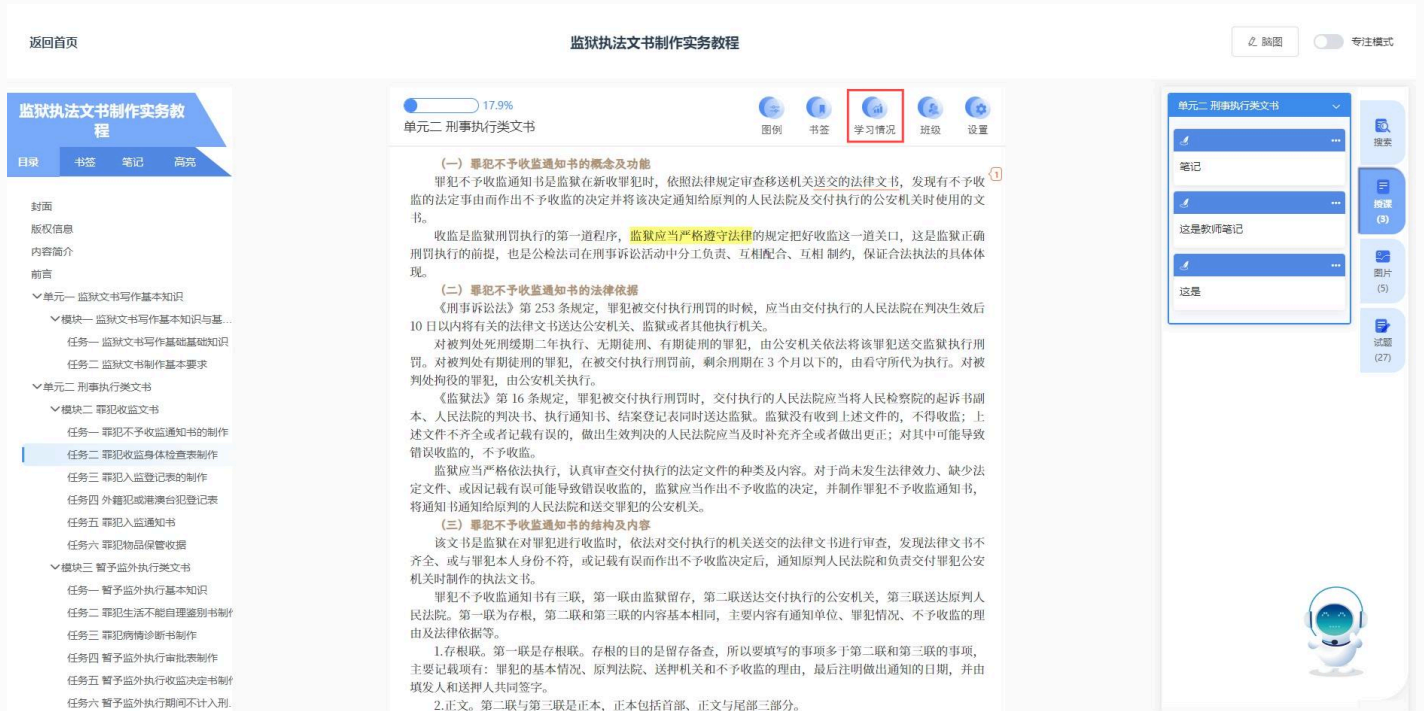 返回首页
监狱执法文书制作实务教程
脑图
专注模式
监狱执法文书制作实务教
程
目录
书签
笔记
高亮
封面
版权信息
内容简介
前言
单元一 监狱文书写作基本知识
模块一 监狱文书写作基本知识与基...
任务一 监狱文书写作基础基础知识
任务二 监狱文书制作基本要求
单元二 刑事执行类文书
模块二 罪犯收监文书
任务一 罪犯不予收监通知书的制作
任务二 罪犯收监身体检查表制作
任务三 罪犯入监登记表的制作
任务四 外籍犯或港澳台犯登记表
任务五 罪犯入监通知书
任务六 罪犯物品保管收据
模块三 暂予监外执行类文书
任务一 暂予监外执行基本知识
任务二 罪犯生活不能自理鉴别书制
任务三 罪犯病情诊断书制作
任务四 暂予监外执行审批表制作
任务五 暂予监外执行收监决定书制
任务六 暂予监外执行期间不计入刑...
17.9%
单元二 刑事执行类文书
图例
书签
学习情况
班级
设置
（一）罪犯不予收监通知书的概念及功能
罪犯不予收监通知书是监狱在新收罪犯时，依照法律规定审查移送机关送交的法律文书，发现有不予收
1
监的法定事由而作出不予收监的决定并将该决定通知给原判的人民法院及交付执行的公安机关时使用的文
书。
收监是监狱刑罚执行的第一道程序，监狱应当严格遵守法律的规定把好收监这一道关口，这是监狱正确
刑罚执行的前提，也是公检法司在刑事诉讼活动中分工负责、互相配合、互相 制约，保证合法执法的具体体
现。
（二）罪犯不予收监通知书的法律依据
《刑事诉讼法》第 253 条规定，罪犯被交付执行刑罚的时候，应当由交付执行的人民法院在判决生效后
10 日以内将有关的法律文书送达公安机关、监狱或者其他执行机关。
对被判处死刑缓期二年执行、无期徒刑、有期徒刑的罪犯，由公安机关依法将该罪犯送交监狱执行刑
罚。对被判处有期徒刑的罪犯，在被交付执行刑罚前，剩余刑期在 3 个月以下的，由看守所代为执行。对被
判处拘役的罪犯，由公安机关执行。
《监狱法》第 16 条规定，罪犯被交付执行刑罚时，交付执行的人民法院应当将人民检察院的起诉书副
本、人民法院的判决书、执行通知书、结案登记表同时送达监狱。监狱没有收到上述文件的，不得收监；上
述文件不齐全或者记载有误的，做出生效判决的人民法院应当及时补充齐全或者做出更正；对其中可能导致
错误收监的，不予收监。
监狱应当严格依法执行，认真审查交付执行的法定文件的种类及内容。对于尚未发生法律效力、缺少法
定文件、或因记载有误可能导致错误收监的，监狱应当作出不予收监的决定，并制作罪犯不予收监通知书，
将通知书通知给原判的人民法院和送交罪犯的公安机关。
（三）罪犯不予收监通知书的结构及内容
该文书是监狱在对罪犯进行收监时，依法对交付执行的机关送交的法律文书进行审查，发现法律文书不
齐全、或与罪犯本人身份不符，或记载有误而作出不予收监决定后，通知原判人民法院和负责交付罪犯公安
机关时制作的执法文书。
罪犯不予收监通知书有三联，第一联由监狱留存，第二联送达交付执行的公安机关，第三联送达原判人
民法院。第一联为存根，第二联和第三联的内容基本相同，主要内容有通知单位、罪犯情况、不予收监的理
由及法律依据等。
1.存根联。第一联是存根联。存根的目的是留存备查，所以要填写的事项多于第二联和第三联的事项，
主要记载项有：罪犯的基本情况、原判法院、送押机关和不予收监的理由，最后注明做出通知的日期，并由
填发人和送押人共同签字。
2.正文。第二联与第三联是正本，正本包括首部、正文与尾部三部分。
单元二 刑事执行类文书
笔记
这是教师笔记
这是
搜索
授课
(3)
图片
(5)
试题
(27)